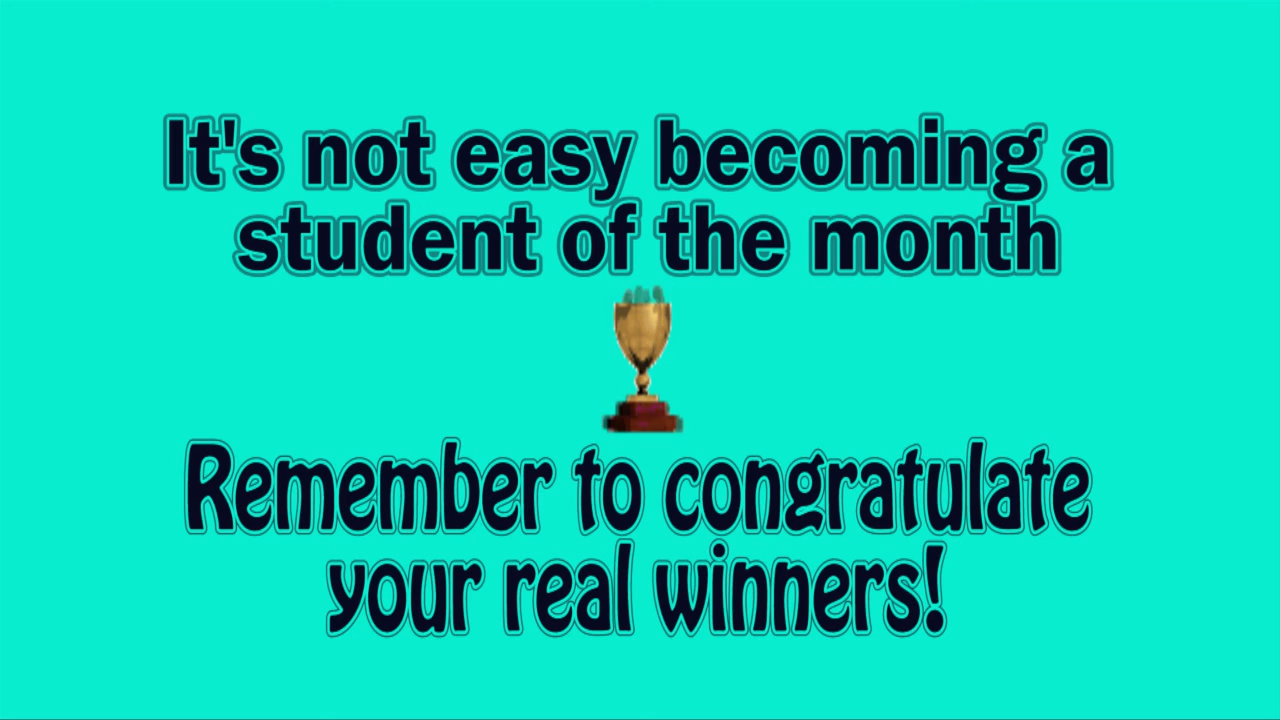 It's not easy becoming a
student of the month
Remember to congratulate
your real winners!